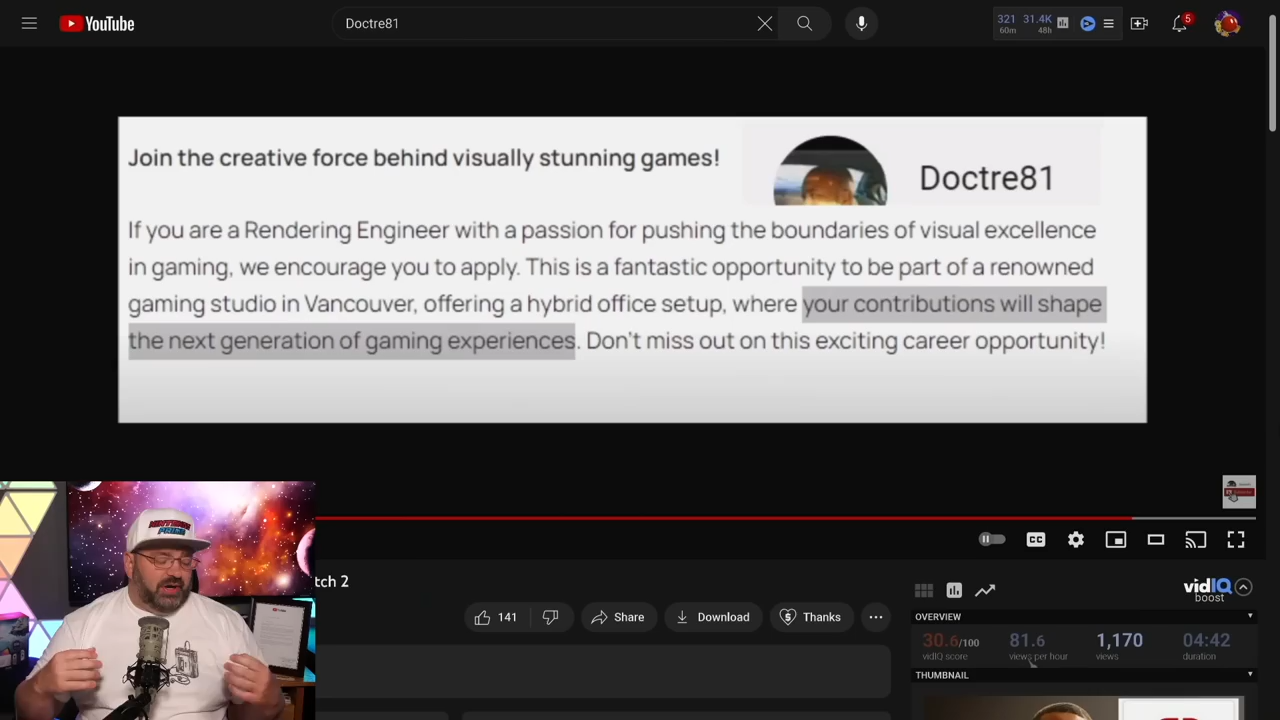 YouTube
Doctre81
321 31.4K
60m 48h
5
Join the creative force behind visually stunning games!
Doctre81
If you are a Rendering Engineer with a passion for pushing the boundaries of visual excellence
in gaming, we encourage you to apply. This is a fantastic opportunity to be part of a renowned
gaming studio in Vancouver, offering a hybrid office setup, where your contributions will shape
the next generation of gaming experiences. Don't miss out on this exciting career opportunity!
CC
NINTENDO
PRIME
tch 2
141
Share
Download
Thanks
vidIQ
boost
OVERVIEW
30.6/100 81.6 1,170 04:42
vidIQ score views per hour views duration
THUMBNAIL